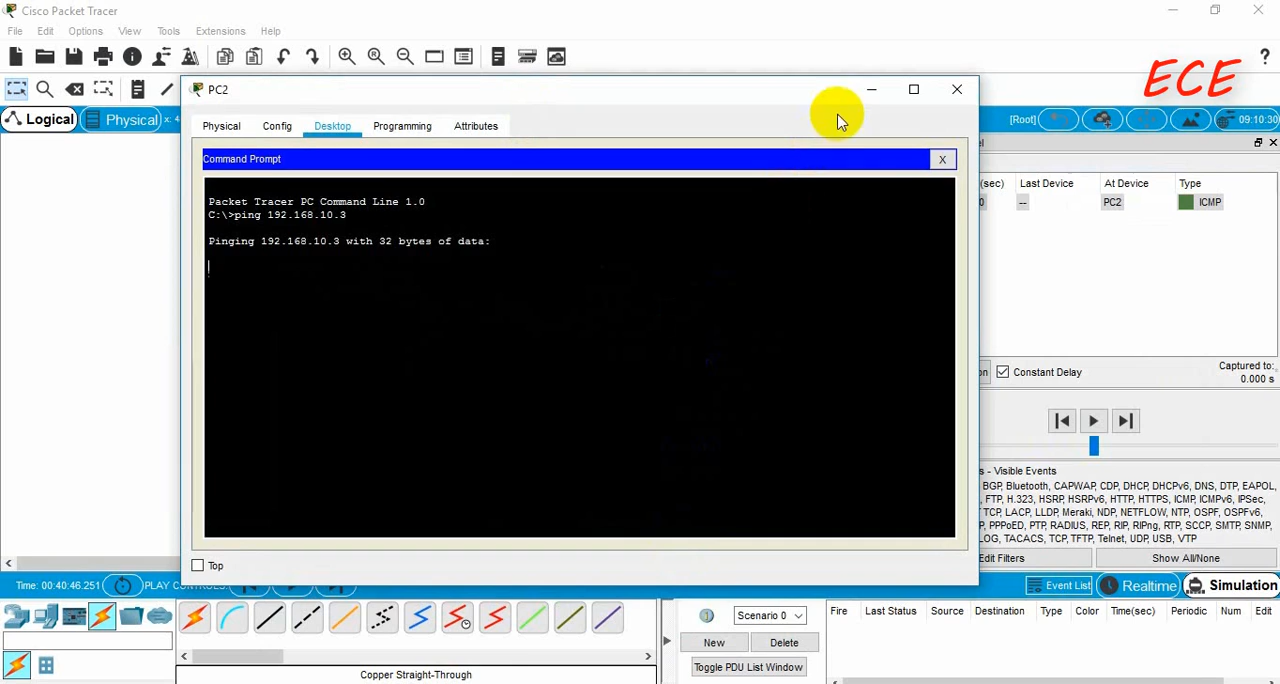 Cisco Packet Tracer
File Edit Options View Tools Extensions Help
ECE
?
Logical Physical x: 4
[Root] 09:10:30
PC2
Physical Config Desktop Programming Attributes
Command Prompt X
Packet Tracer PC Command Line 1.0
C:\>ping 192.168.10.3
Pinging 192.168.10.3 with 32 bytes of data:
Top
(sec) Last Device At Device Type
0 -- PC2 ICMP
Constant Delay
Captured to:
0.000 s
s - Visible Events
BGP, Bluetooth, CAPWAP, CDP, DHCP, DHCPv6, DNS, DTP, EAPOL,
FTP, H.323, HSRP, HSRPv6, HTTP, HTTPS, ICMP, ICMPv6, IPSec,
LACP, LLDP, Meraki, NDP, NETFLOW, NTP, OSPF, OSPFv6,
PPPoED, PTP, RADIUS, REP, RIP, RIPng, RTP, SCCP, SMTP, SNMP,
LOG, TACACS, TCP, TFTP, Telnet, UDP, USB, VTP
Edit Filters Show All/None
Time: 00:40:46.251 PLAY CONTROLS:
Event List Realtime Simulation
Scenario 0
New Delete
Toggle PDU List Window
Fire Last Status Source Destination Type Color Time(sec) Periodic Num Edit
Copper Straight-Through